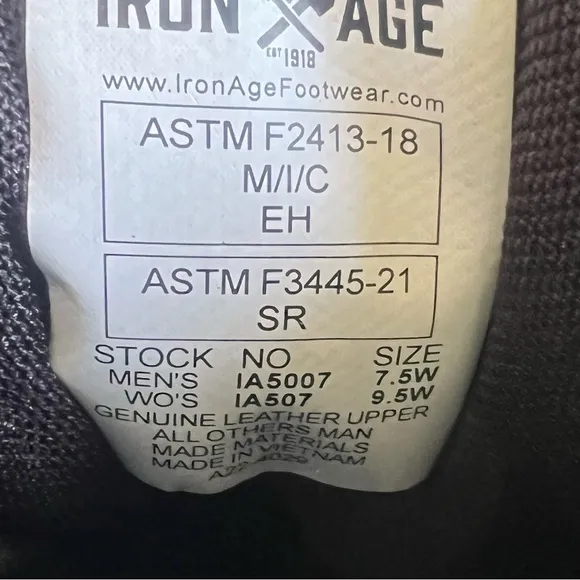 IRON AGE
EST 1918
www.IronAgeFootwear.com
ASTM F2413-18
M/I/C
EH
ASTM F3445-21
SR
STOCK NO SIZE
MEN'S IA5007 7.5W
WO'S IA507 9.5W
GENUINE LEATHER UPPER
ALL OTHERS MAN
MADE MATERIALS
MADE IN VIETNAM